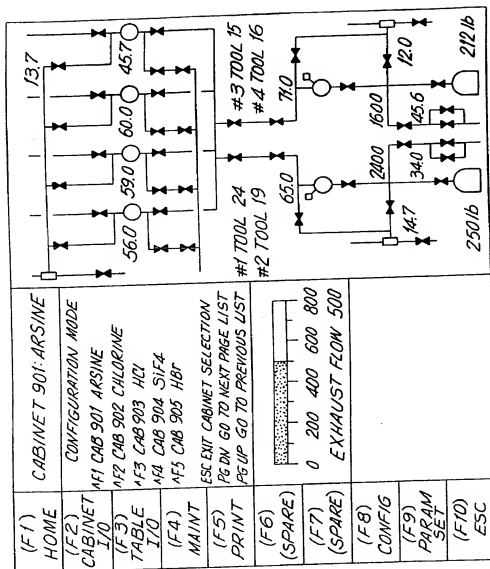 (F1)
HOME
(F2)
CABINET
I/O
(F3)
TABLE
I/O
(F4)
MAINT
(F5)
PRINT
(F6)
(SPARE)
(F7)
(SPARE)
(F8)
CONFIG
(F9)
PARAM
SET
(F10)
ESC
CABINET 901: ARSINE
CONFIGURATION MODE
^F1 CAB 901 ARSINE
^F2 CAB 902 CHLORINE
^F3 CAB 903 HCl
^F4 CAB 904 SiF4
^F5 CAB 905 HBr
ESC EXIT CABINET SELECTION
PG DN GO TO NEXT PAGE LIST
PG UP GO TO PREVIOUS LIST
0 200 400 600 800
EXHAUST FLOW 500
13.7
56.0
59.0
60.0
45.7
#1 TOOL 24
#2 TOOL 19
#3 TOOL 15
#4 TOOL 16
65.0
71.0
14.7
2400
1600
12.0
34.0
45.6
250 lb
212 lb